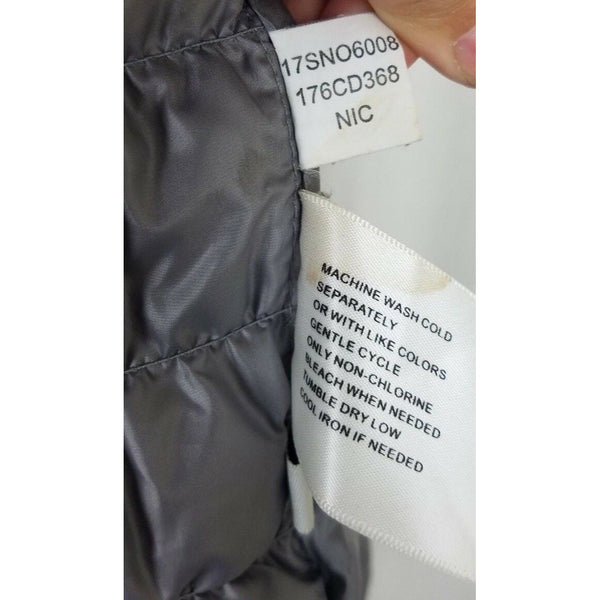 17SNO6008
176CD368
NIC
MACHINE WASH COLD
SEPARATELY
OR WITH LIKE COLORS
GENTLE CYCLE
ONLY NON-CHLORINE
BLEACH WHEN NEEDED
TUMBLE DRY LOW
COOL IRON IF NEEDED